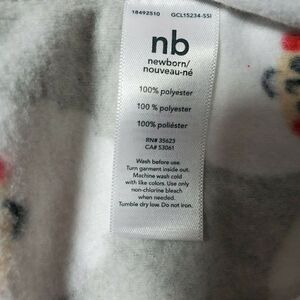 18492510 GCL15234-SSI
nb
newborn/
nouveau-né
100% polyester
100 % polyester
100% poliéster
RN# 35623
CA# 53061
Wash before use.
Turn garment inside out.
Machine wash cold
with like colors. Use only
non-chlorine bleach
when needed.
Tumble dry low. Do not iron.